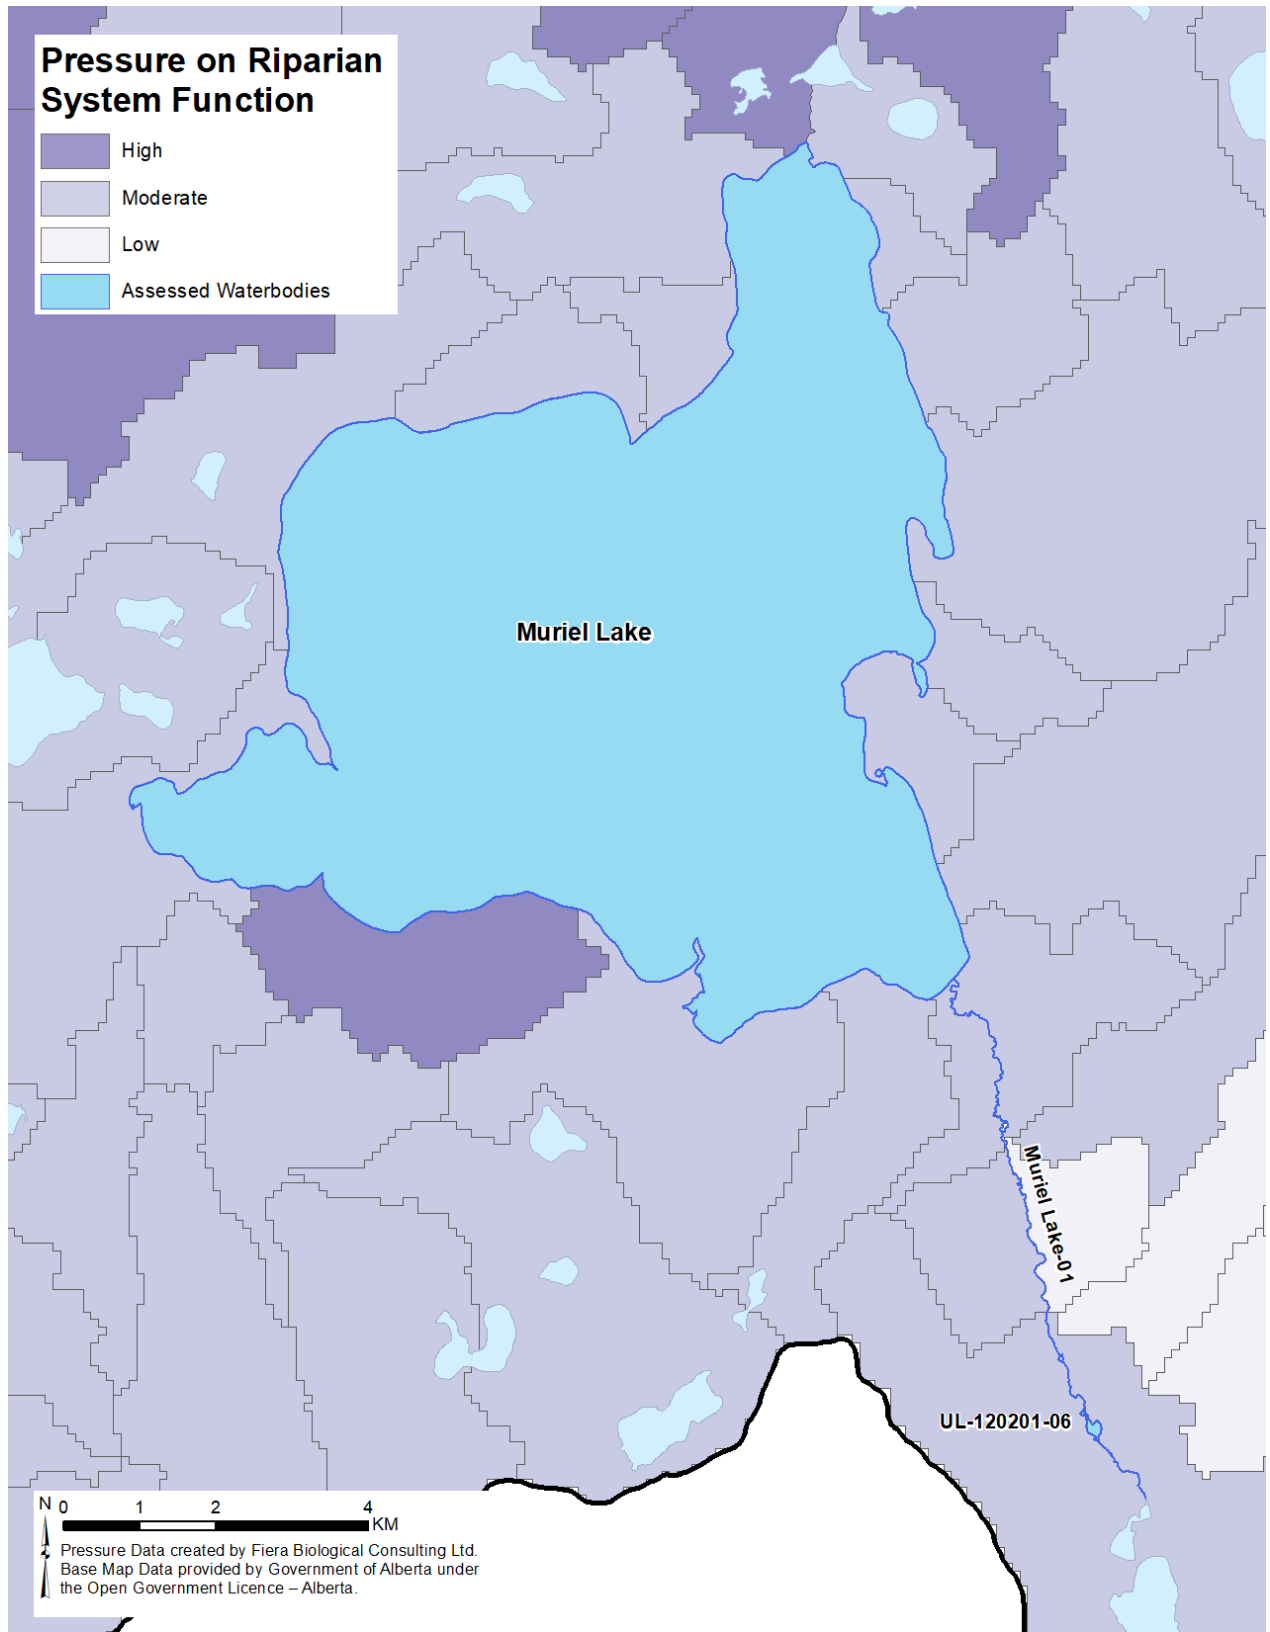 Pressure on Riparian
System Function
High
Moderate
Low
Assessed Waterbodies
Muriel Lake
Muriel Lake-01
UL-120201-06
N 0 1 2 4
KM
Pressure Data created by Fiera Biological Consulting Ltd.
Base Map Data provided by Government of Alberta under
the Open Government Licence – Alberta.